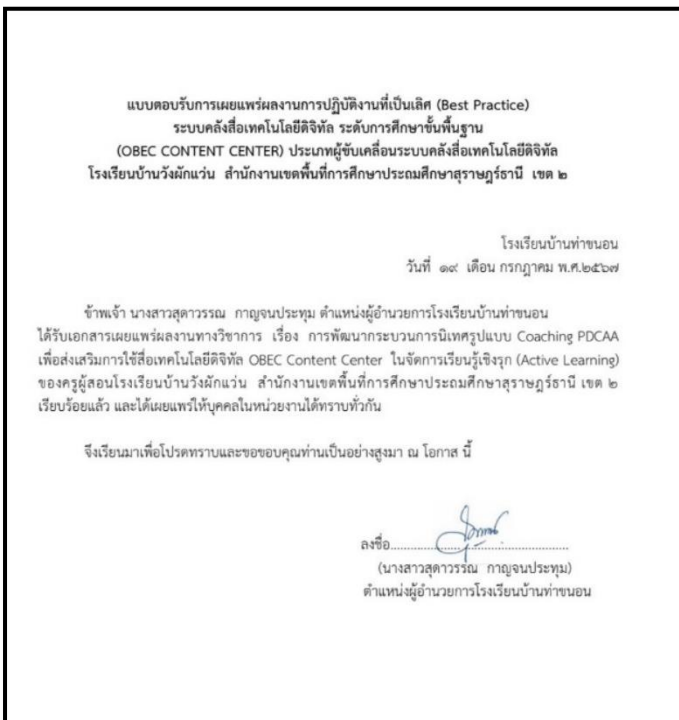 แบบตอบรับการเผยแพร่ผลงานการปฏิบัติงานที่เป็นเลิศ (Best Practice)
ระบบคลังสื่อเทคโนโลยีดิจิทัล ระดับการศึกษาขั้นพื้นฐาน
(OBEC CONTENT CENTER) ประเภทผู้ขับเคลื่อนระบบคลังสื่อเทคโนโลยีดิจิทัล
โรงเรียนบ้านวังผักแว่น สำนักงานเขตพื้นที่การศึกษาประถมศึกษาสุราษฎร์ธานี เขต ๒
โรงเรียนบ้านท่าขนอน
วันที่ ๑๙ เดือน กรกฎาคม พ.ศ.๒๕๖๗
ข้าพเจ้า นางสาวสุดาวรรณ กาญจนประทุม ตำแหน่งผู้อำนวยการโรงเรียนบ้านท่าขนอน
ได้รับเอกสารเผยแพร่ผลงานทางวิชาการ เรื่อง การพัฒนากระบวนการนิเทศรูปแบบ Coaching PDCAA
เพื่อส่งเสริมการใช้สื่อเทคโนโลยีดิจิทัล OBEC Content Center ในจัดการเรียนรู้เชิงรุก (Active Learning)
ของครูผู้สอนโรงเรียนบ้านวังผักแว่น สำนักงานเขตพื้นที่การศึกษาประถมศึกษาสุราษฎร์ธานี เขต ๒
เรียบร้อยแล้ว และได้เผยแพร่ให้บุคคลในหน่วยงานได้ทราบทั่วกัน
จึงเรียนมาเพื่อโปรดทราบและขอขอบคุณท่านเป็นอย่างสูงมา ณ โอกาส นี้
ลงชื่อ
(นางสาวสุดาวรรณ กาญจนประทุม)
ตำแหน่งผู้อำนวยการโรงเรียนบ้านท่าขนอน